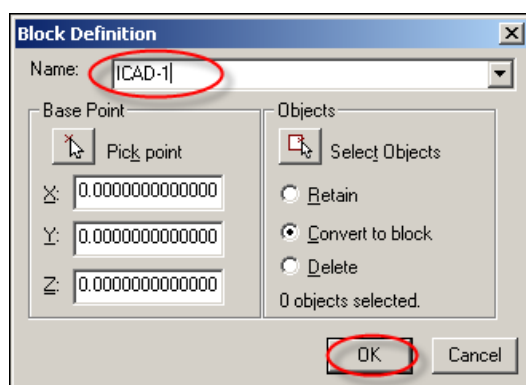 Block Definition
Name: ICAD-1
Base Point
Pick point
X: 0.0000000000000
Y: 0.0000000000000
Z: 0.0000000000000
Objects
Select Objects
Retain
Convert to block
Delete
0 objects selected.
OK Cancel